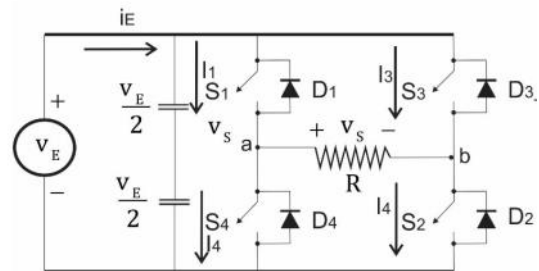 iE
I1
S1
D1
I3
S3
D3
vE
2
vS
+
vE
−
a
+ vS −
b
R
vE
2
S4
I4
D4
I4
S2
D2